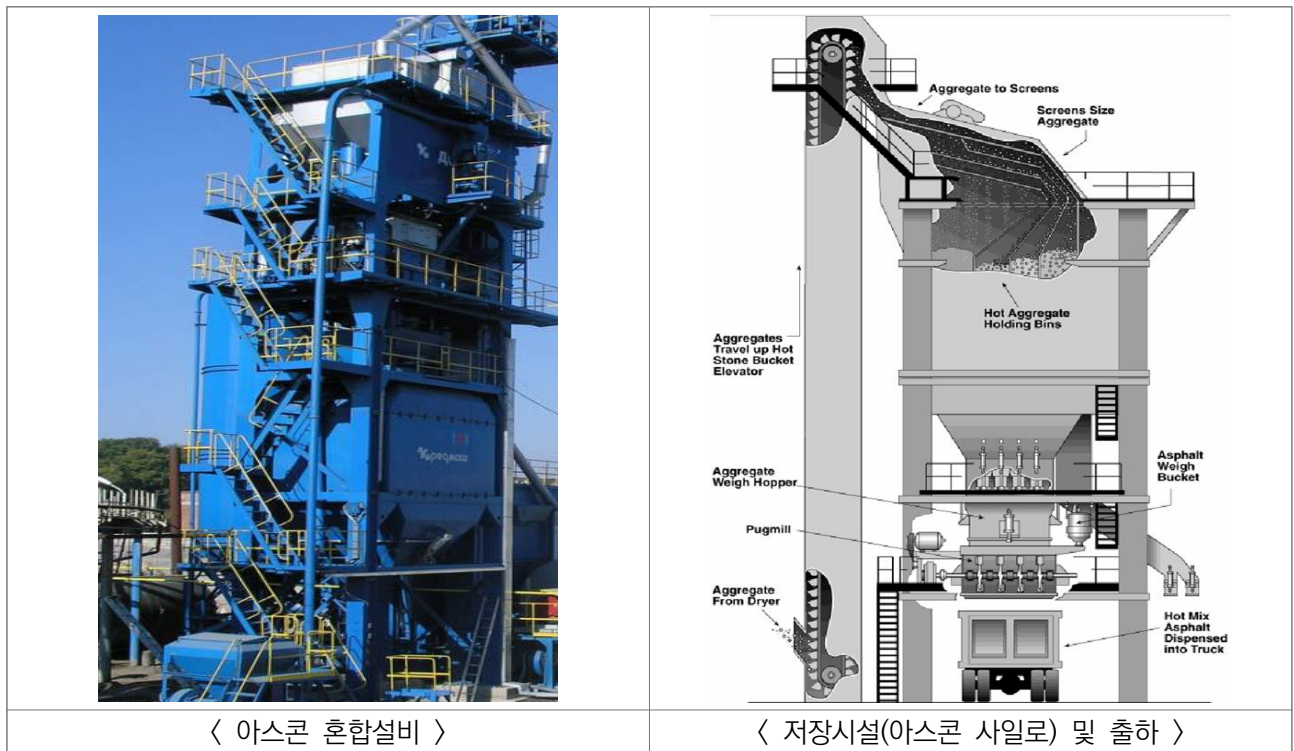 Кредмаш
Aggregate to Screens
Screens Size
Aggregate
Hot Aggregate
Holding Bins
Aggregates
Travel up Hot
Stone Bucket
Elevator
Aggregate
Weigh Hopper
Asphalt
Weigh
Bucket
Pugmill
Aggregate
From Dryer
Hot Mix
Asphalt
Dispensed
into Truck
〈 아스콘 혼합설비 〉
〈 저장시설(아스콘 사일로) 및 출하 〉